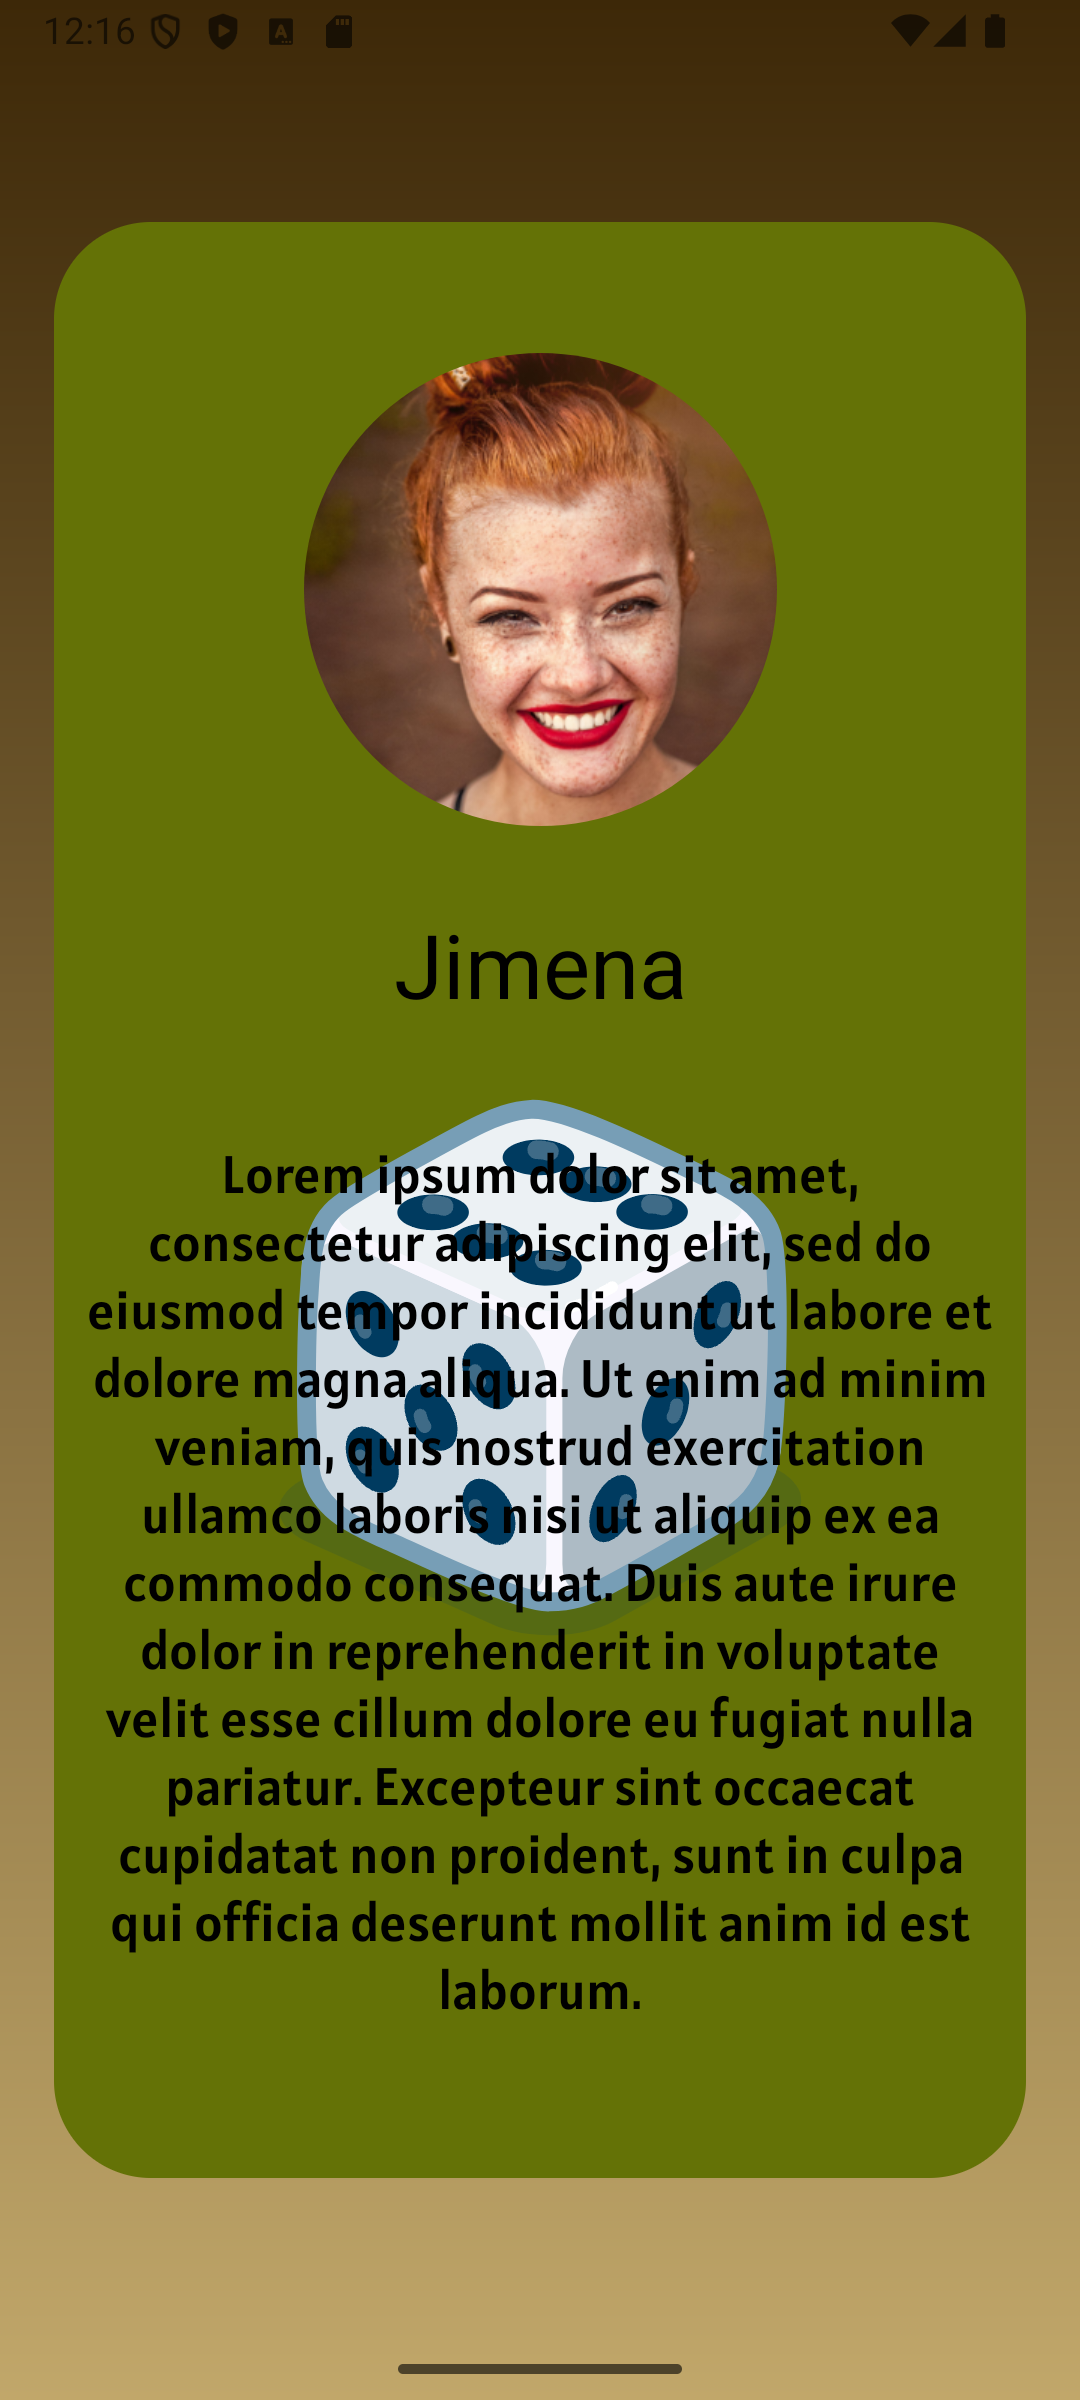 12:16
Jimena
Lorem ipsum dolor sit amet,
consectetur adipiscing elit, sed do
eiusmod tempor incididunt ut labore et
dolore magna aliqua. Ut enim ad minim
veniam, quis nostrud exercitation
ullamco laboris nisi ut aliquip ex ea
commodo consequat. Duis aute irure
dolor in reprehenderit in voluptate
velit esse cillum dolore eu fugiat nulla
pariatur. Excepteur sint occaecat
cupidatat non proident, sunt in culpa
qui officia deserunt mollit anim id est
laborum.